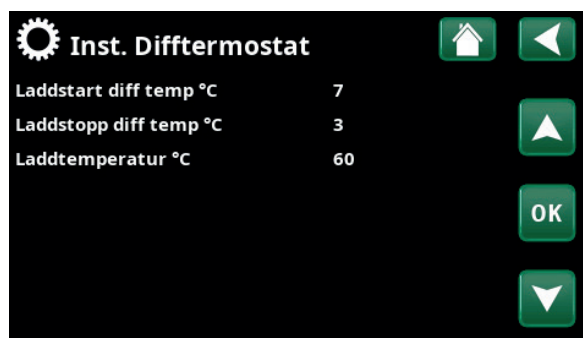 Inst. Difftermostat
Laddstart diff temp °C 7
Laddstopp diff temp °C 3
Laddtemperatur °C 60
OK